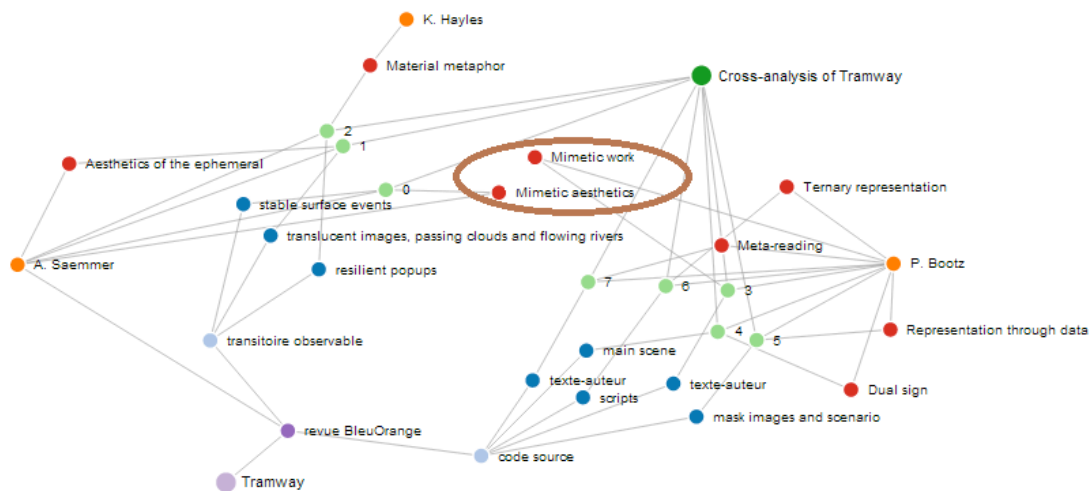 K. Hayles
Material metaphor
Cross-analysis of Tramway
2
1
Mimetic work
Aesthetics of the ephemeral
0
Mimetic aesthetics
Ternary representation
stable surface events
translucent images, passing clouds and flowing rivers
Meta-reading
A. Saemmer
resilient popups
P. Bootz
7
6
3
4
5
Representation through data
transitoire observable
main scene
texte-auteur
texte-auteur
scripts
Dual sign
mask images and scenario
revue BleuOrange
code source
Tramway